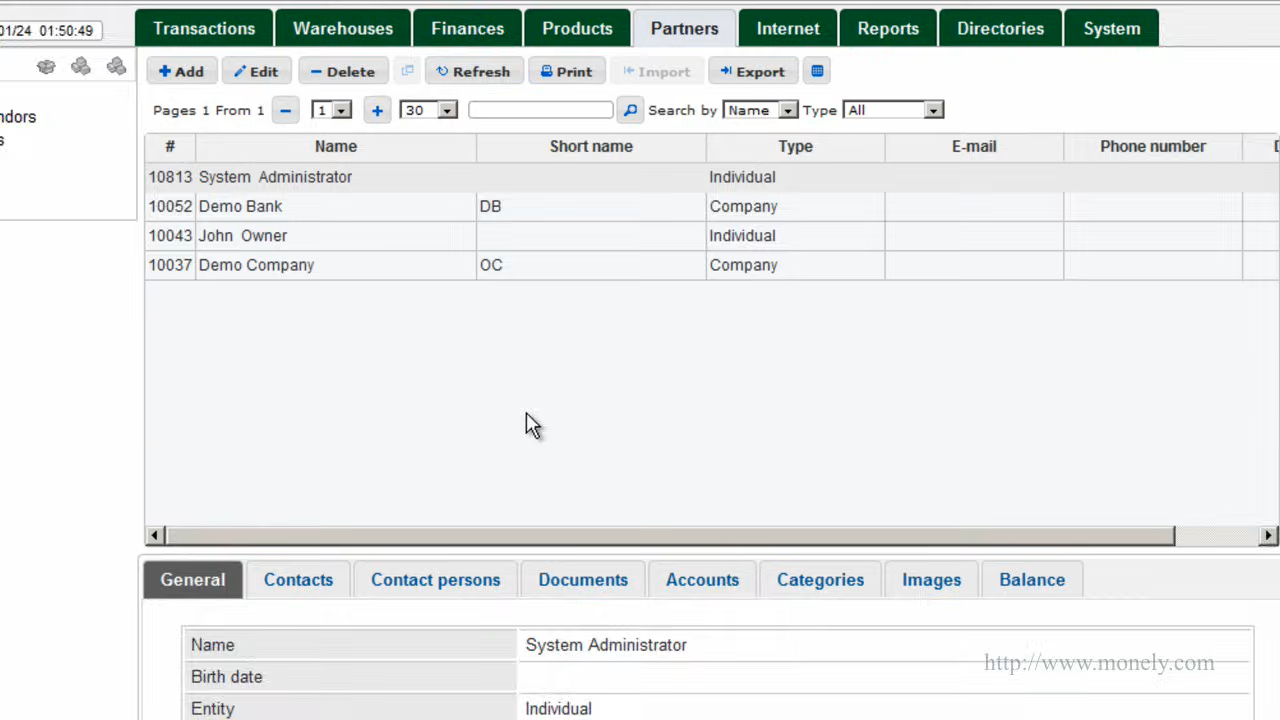 01/24 01:50:49
Transactions Warehouses Finances Products Partners Internet Reports Directories System
Add Edit Delete Refresh Print Import Export
ndors
s
Pages 1 From 1 1 30 Search by Name Type All
# Name Short name Type E-mail Phone number
10813 System Administrator Individual
10052 Demo Bank DB Company
10043 John Owner Individual
10037 Demo Company OC Company
General Contacts Contact persons Documents Accounts Categories Images Balance
Name System Administrator
http://www.monely.com
Birth date
Entity Individual